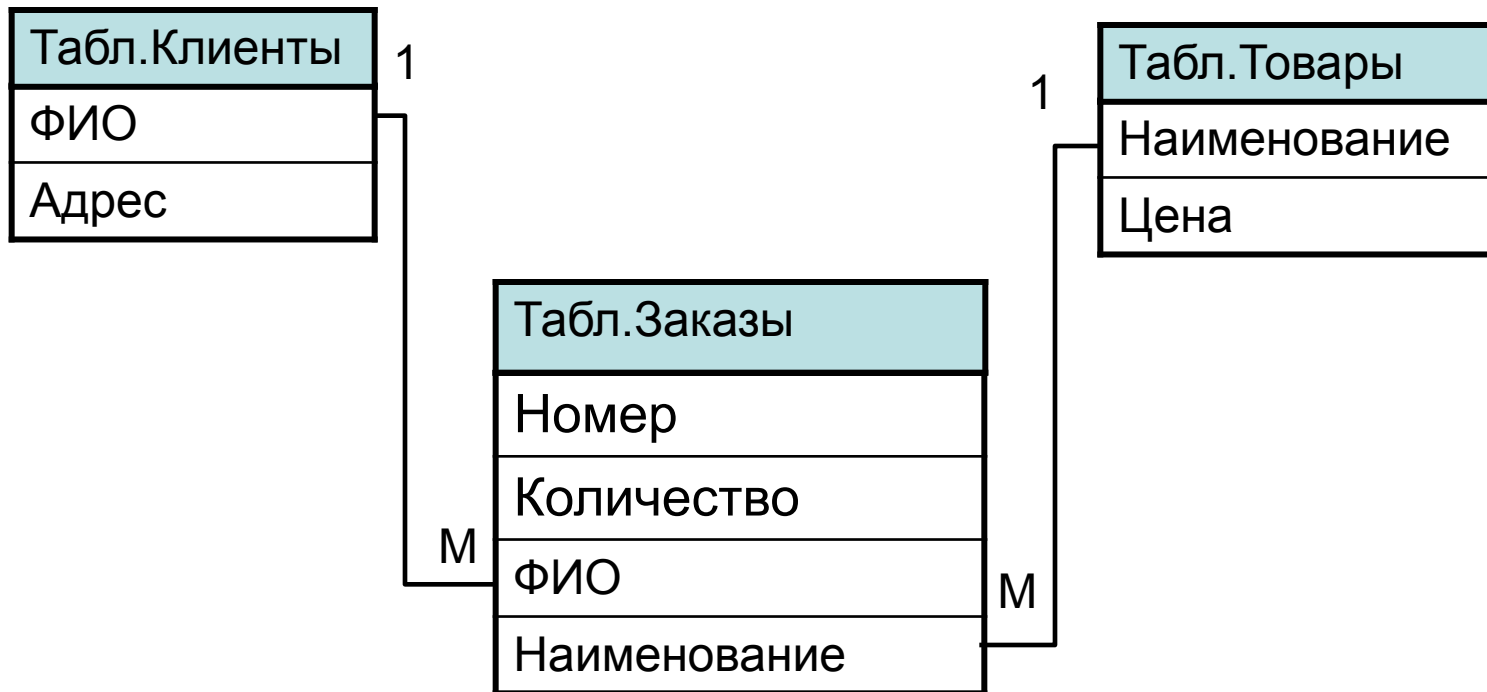 Табл.Клиенты
1
ФИО
Адрес
1
Табл.Товары
Наименование
Цена
Табл.Заказы
Номер
Количество
М
ФИО
М
Наименование